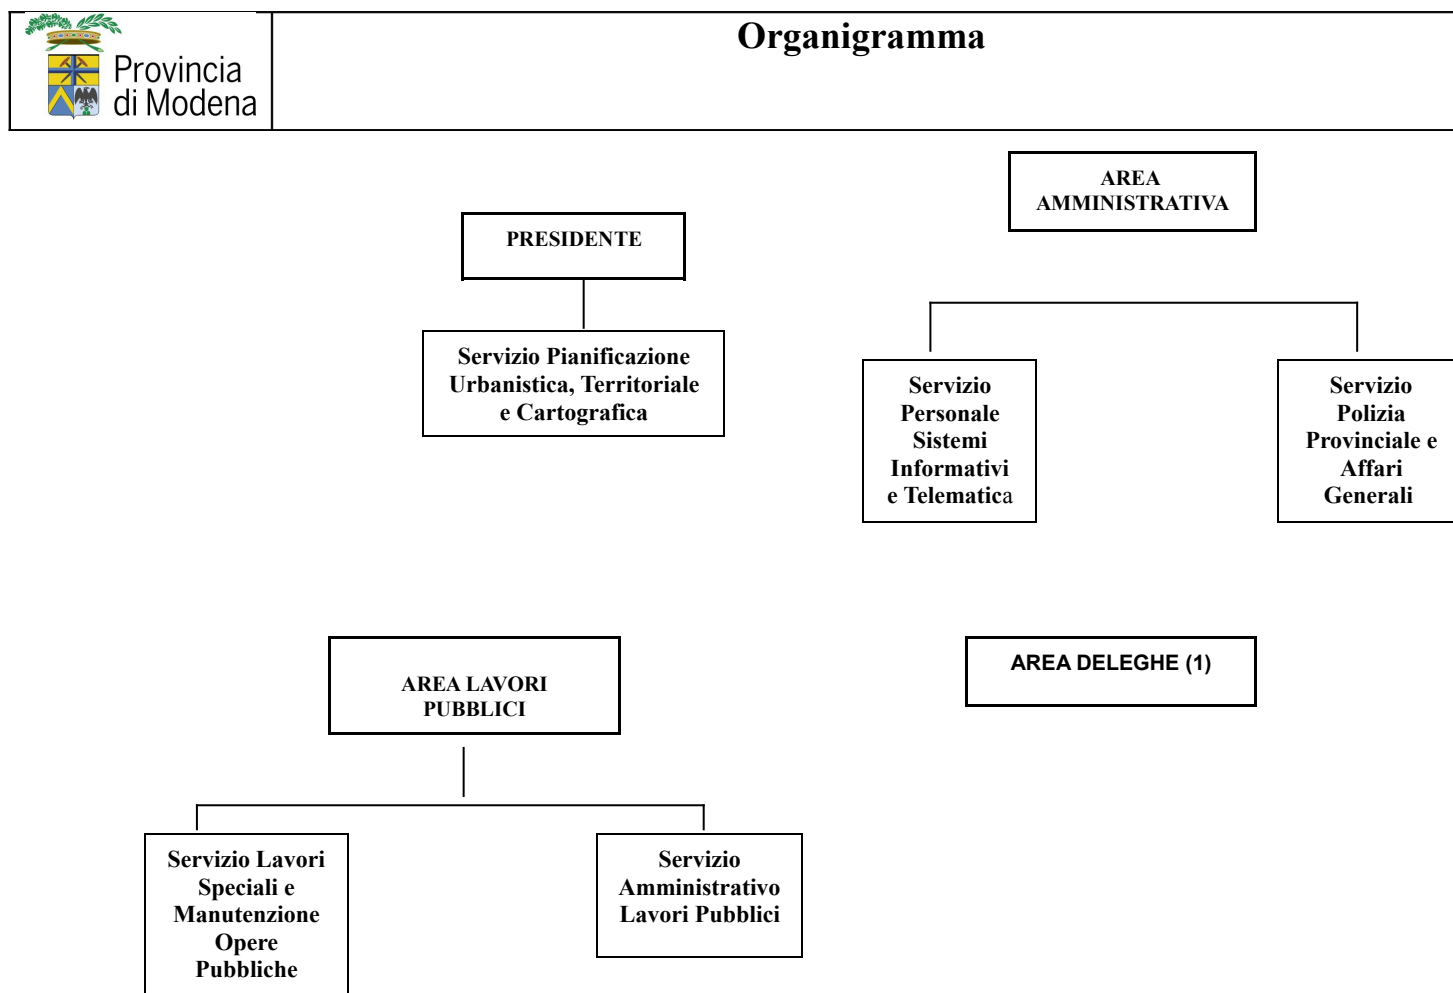 Provincia
di Modena
Organigramma
AREA
AMMINISTRATIVA
PRESIDENTE
Servizio Pianificazione
Urbanistica, Territoriale
e Cartografica
Servizio
Personale
Sistemi
Informativi
e Telematica
Servizio
Polizia
Provinciale e
Affari
Generali
AREA LAVORI
PUBBLICI
AREA DELEGHE (1)
Servizio Lavori
Speciali e
Manutenzione
Opere
Pubbliche
Servizio
Amministrativo
Lavori Pubblici